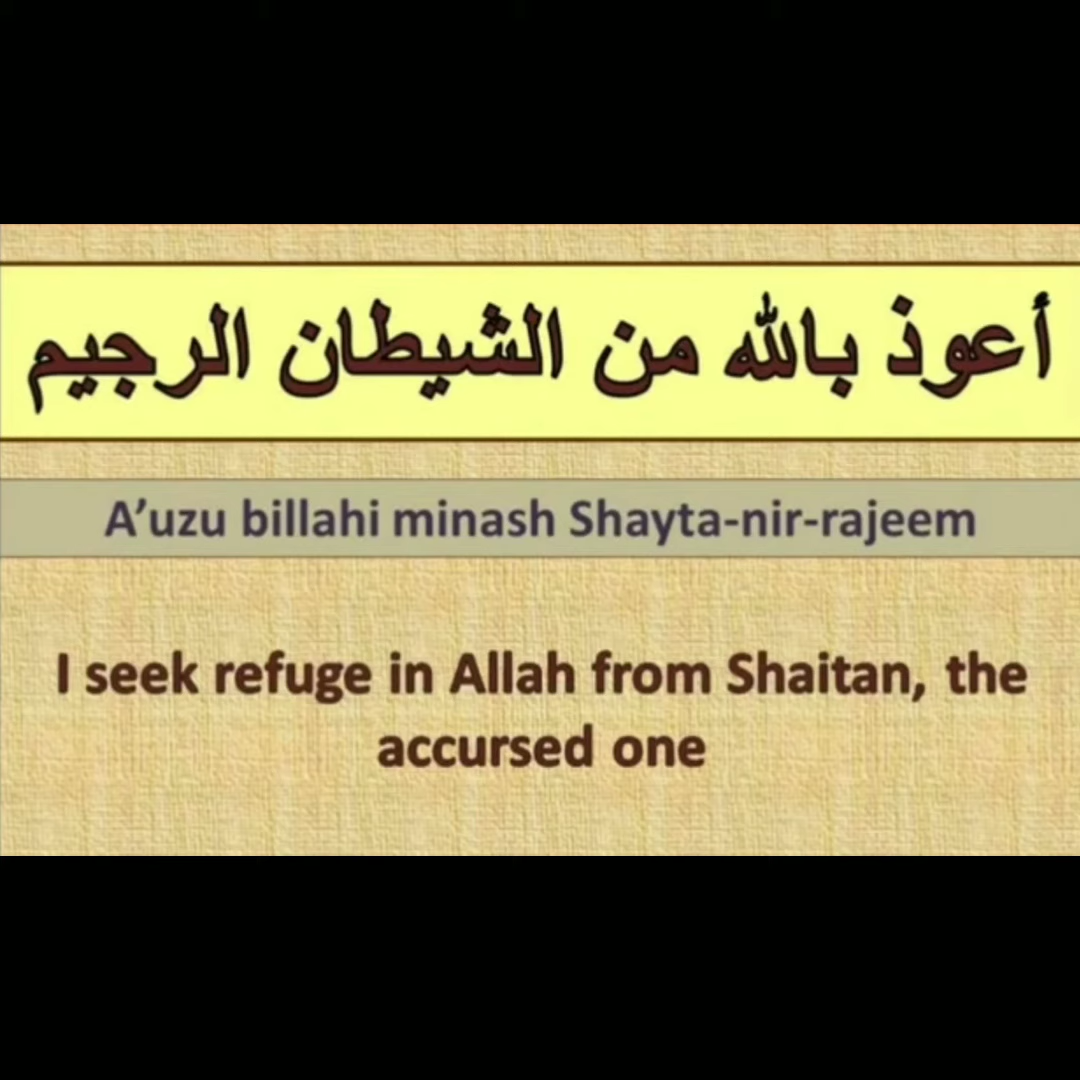 أعوذ بالله من الشيطان الرجيم
A’uzu billahi minash Shayta-nir-rajeem
I seek refuge in Allah from Shaitan, the
accursed one